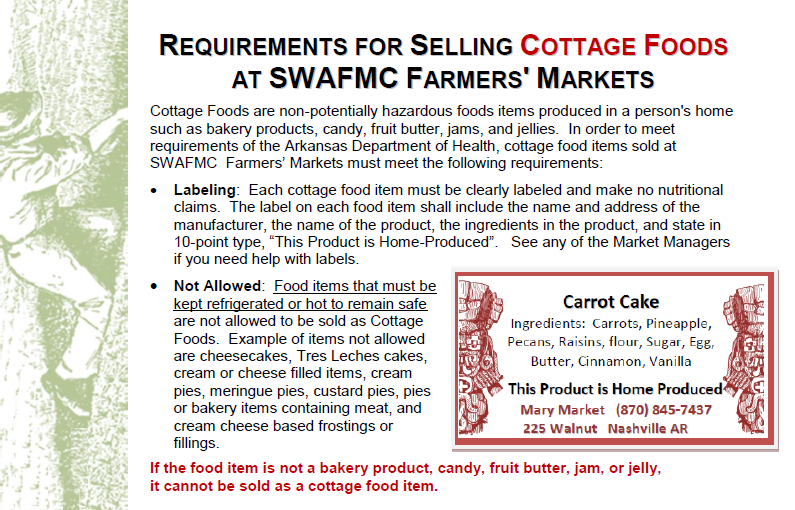 REQUIREMENTS FOR SELLING COTTAGE FOODS
AT SWAFMC FARMERS' MARKETS
Cottage Foods are non-potentially hazardous foods items produced in a person's home
such as bakery products, candy, fruit butter, jams, and jellies.  In order to meet
requirements of the Arkansas Department of Health, cottage food items sold at
SWAFMC  Farmers’ Markets must meet the following requirements:
• Labeling:  Each cottage food item must be clearly labeled and make no nutritional
claims.  The label on each food item shall include the name and address of the
manufacturer, the name of the product, the ingredients in the product, and state in
10-point type, “This Product is Home-Produced”.   See any of the Market Managers
if you need help with labels.
• Not Allowed:  Food items that must be
kept refrigerated or hot to remain safe
are not allowed to be sold as Cottage
Foods.  Example of items not allowed
are cheesecakes, Tres Leches cakes,
cream or cheese filled items, cream
pies, meringue pies, custard pies, pies
or bakery items containing meat, and
cream cheese based frostings or
fillings.
Carrot Cake
Ingredients:  Carrots, Pineapple,
Pecans, Raisins, flour, Sugar, Egg,
Butter, Cinnamon, Vanilla
This Product is Home Produced
Mary Market   (870) 845-7437
225 Walnut   Nashville AR
If the food item is not a bakery product, candy, fruit butter, jam, or jelly,
it cannot be sold as a cottage food item.